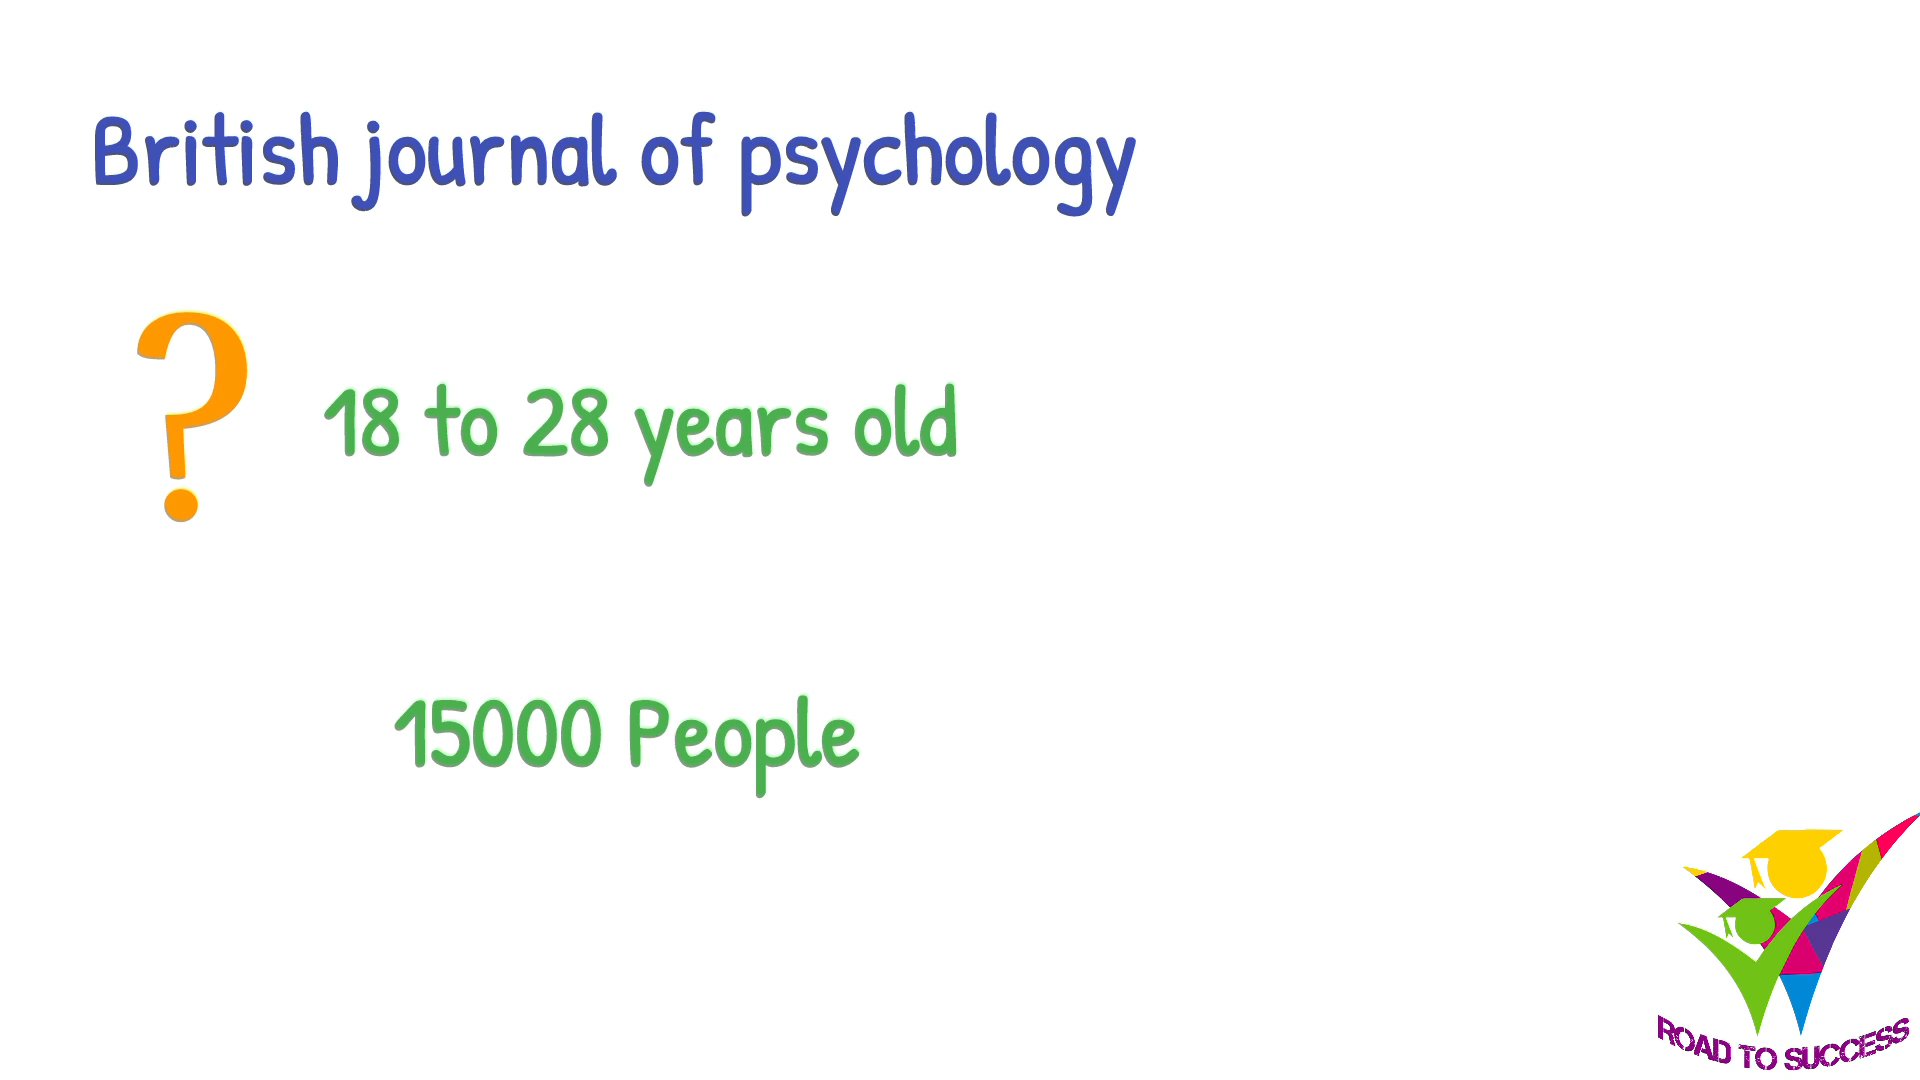 British journal of psychology
?
18 to 28 years old
15000 People
ROAD TO SUCCESS